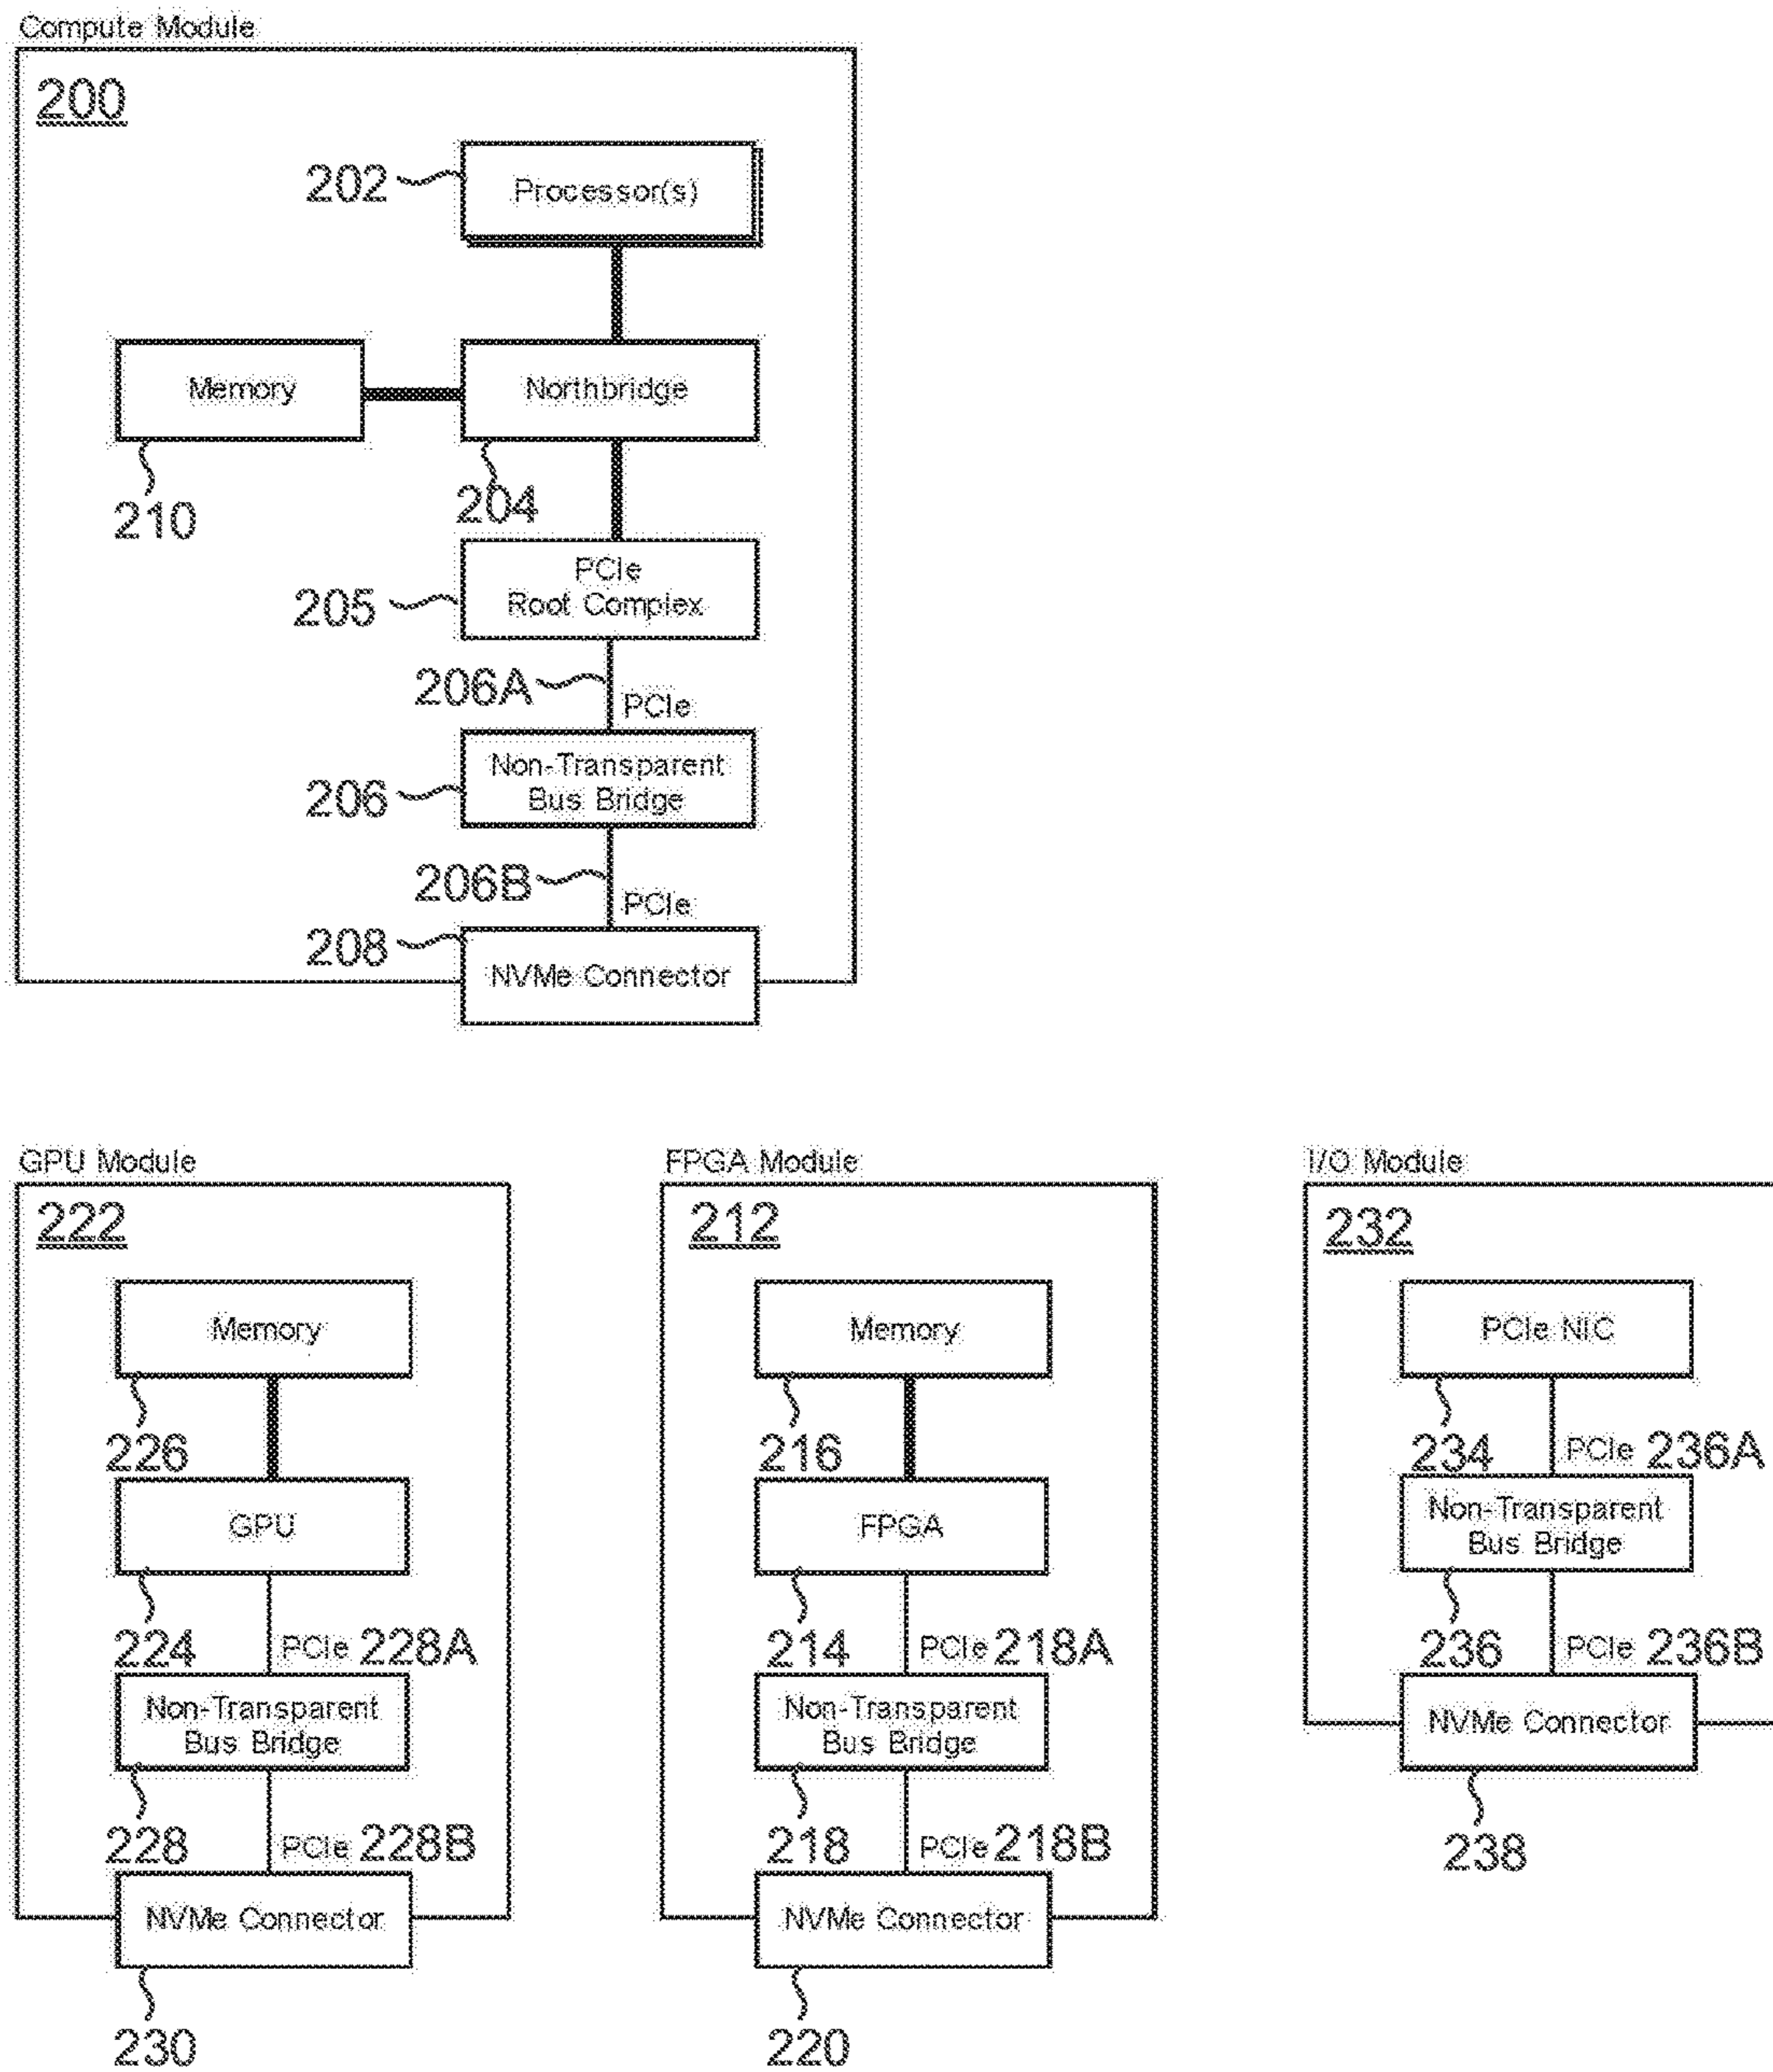 Compute Module
200
202
Processor(s)
Memory
Northbridge
210
204
PCIe
Root Complex
205
206A
PCIe
Non-Transparent
Bus Bridge
206
206B
PCIe
208
NVMe Connector
GPU Module
222
Memory
226
GPU
224
PCIe 228A
Non-Transparent
Bus Bridge
228
PCIe 228B
NVMe Connector
230
FPGA Module
212
Memory
216
FPGA
214
PCIe 218A
Non-Transparent
Bus Bridge
218
PCIe 218B
NVMe Connector
220
I/O Module
232
PCIe NIC
234
PCIe 236A
Non-Transparent
Bus Bridge
236
PCIe 236B
NVMe Connector
238